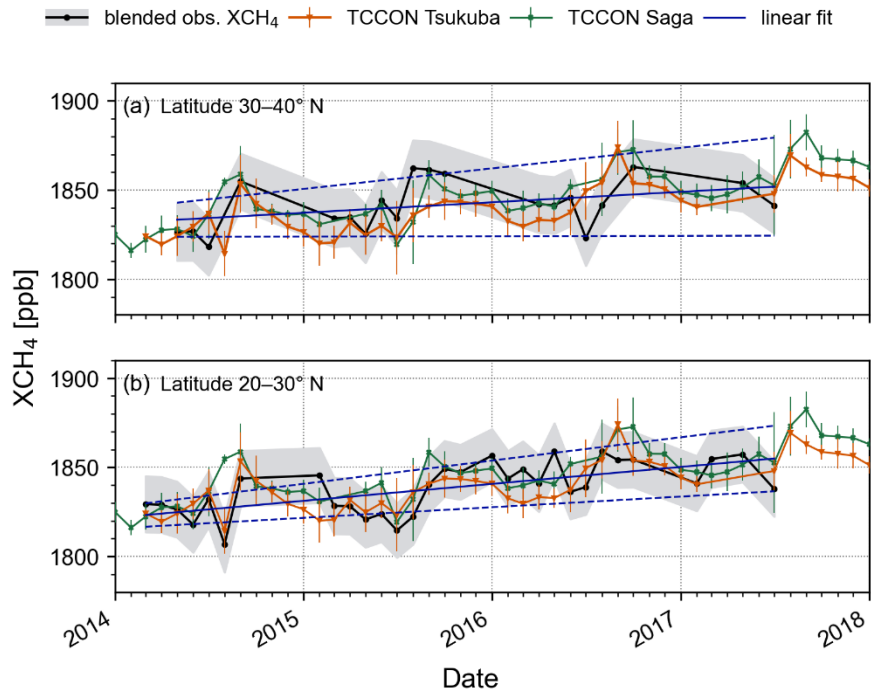 blended obs. XCH₄ TCCON Tsukuba TCCON Saga linear fit
(a) Latitude 30–40° N
1900
1850
1800
XCH₄ [ppb]
(b) Latitude 20–30° N
1900
1850
1800
2014 2015 2016 2017 2018
Date